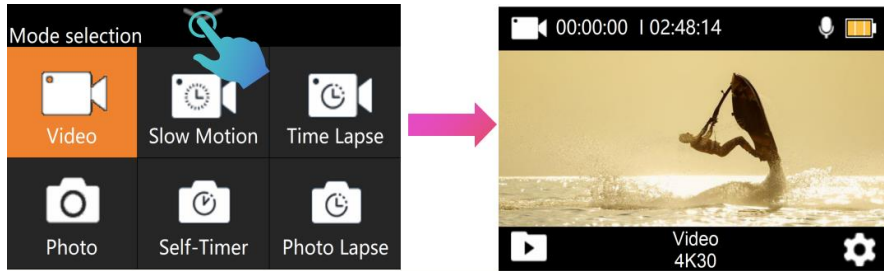 Mode selection
Video
Slow Motion
Time Lapse
Photo
Self-Timer
Photo Lapse
00:00:00 I 02:48:14
Video
4K30